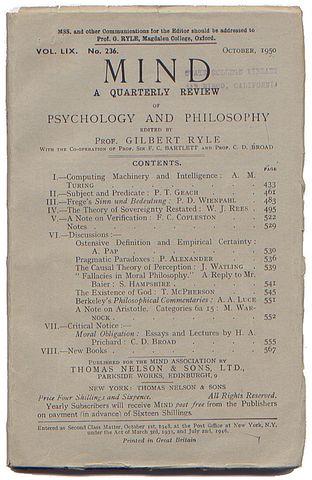 MSS. and other Communications for the Editor should be addressed to
Prof. G. RYLE, Magdalen College, Oxford.
VOL. LIX. No. 236. OCTOBER, 1950
MIND
A QUARTERLY REVIEW
OF
PSYCHOLOGY AND PHILOSOPHY
EDITED BY
PROF. GILBERT RYLE
WITH THE CO-OPERATION OF PROF. SIR F. C. BARTLETT AND PROF. C. D. BROAD
CONTENTS.
PAGE
I.—Computing Machinery and Intelligence: A. M.
TURING 433
II.—Subject and Predicate: P. T. GEACH 461
III.—Frege's Sinn und Bedeutung: P. D. WIENPAHL 483
IV.—The Theory of Sovereignty Restated: W. J. REES 495
V.—A Note on Verification: F. C. COPLESTON 522
Notes 529
VI.—Discussions:—
Ostensive Definition and Empirical Certainty:
A. PAP 530
Pragmatic Paradoxes: P. ALEXANDER 536
The Causal Theory of Perception: J. WATLING 539
"Fallacies in Moral Philosophy." A Reply to Mr.
Baier: S. HAMPSHIRE 541
The Existence of God: T. MCPHERSON 545
Berkeley's Philosophical Commentaries: A. A. LUCE 551
A Note on Aristotle. Categories 6a 15: M. WAR-
NOCK 552
VII.—Critical Notice:—
Moral Obligation: Essays and Lectures by H. A.
Prichard: C. D. BROAD 555
VIII.—New Books 567
PUBLISHED FOR THE MIND ASSOCIATION BY
THOMAS NELSON & SONS, LTD.,
PARKSIDE WORKS, EDINBURGH, 9
NEW YORK: THOMAS NELSON & SONS
Price Four Shillings and Sixpence. All Rights Reserved.
Yearly Subscribers will receive MIND post free from the Publishers
on payment (in advance) of Sixteen Shillings.
Entered as Second Class Matter, October 1st, 1948, at the Post Office at New York, N.Y.,
under the Act of March 3rd, 1933, and July 2nd, 1946.
Printed in Great Britain